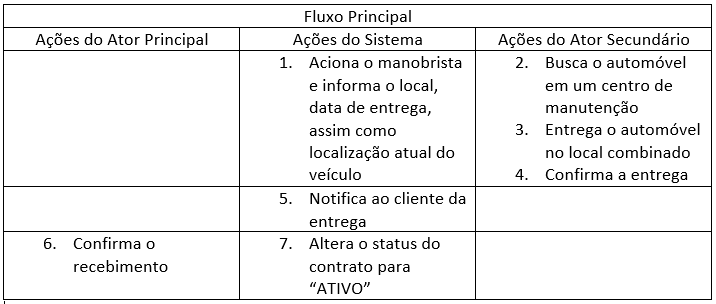 Fluxo Principal
Ações do Ator Principal
Ações do Sistema
Ações do Ator Secundário
1. Aciona o manobrista
e informa o local,
data de entrega,
assim como
localização atual do
veículo
2. Busca o automóvel
em um centro de
manutenção
3. Entrega o automóvel
no local combinado
4. Confirma a entrega
5. Notifica ao cliente da
entrega
6. Confirma o
recebimento
7. Altera o status do
contrato para
“ATIVO”